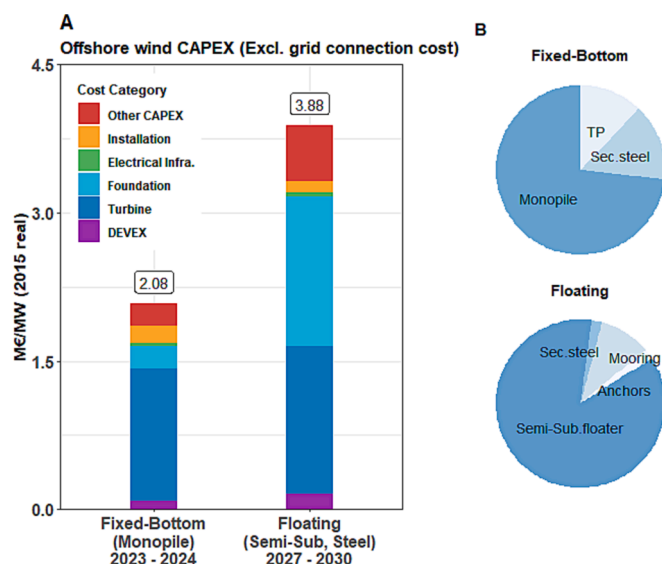 A
Offshore wind CAPEX (Excl. grid connection cost)
4.5
Cost Category
Other CAPEX
Installation
Electrical Infra.
Foundation
Turbine
DEVEX
3.88
3.0
2.08
M€/MW (2015 real)
1.5
0.0
Fixed-Bottom
(Monopile)
2023 - 2024
Floating
(Semi-Sub, Steel)
2027 - 2030
B
Fixed-Bottom
TP
Sec.steel
Monopile
Floating
Sec.steel
Mooring
Anchors
Semi-Sub.floater